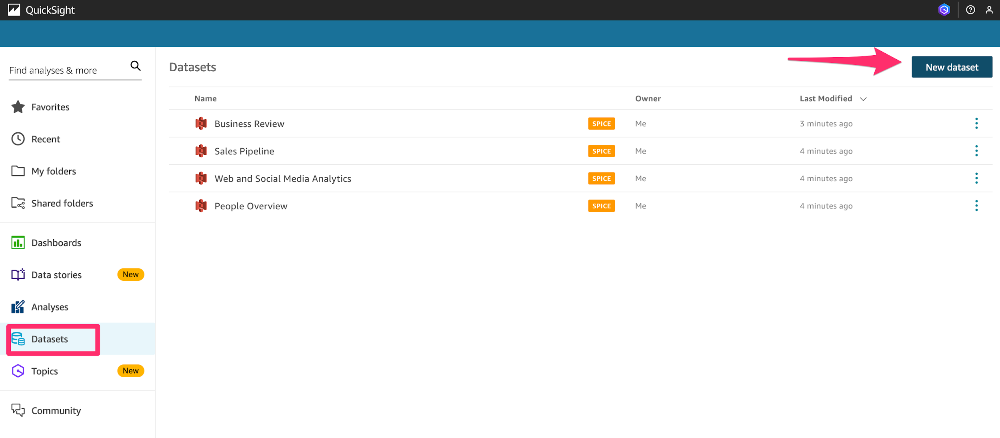 QuickSight
Find analyses & more
Favorites
Recent
My folders
Shared folders
Dashboards
Data stories New
Analyses
Datasets
Topics New
Community
Datasets
New dataset
Name Owner Last Modified
Business Review SPICE Me 3 minutes ago
Sales Pipeline SPICE Me 4 minutes ago
Web and Social Media Analytics SPICE Me 4 minutes ago
People Overview SPICE Me 4 minutes ago